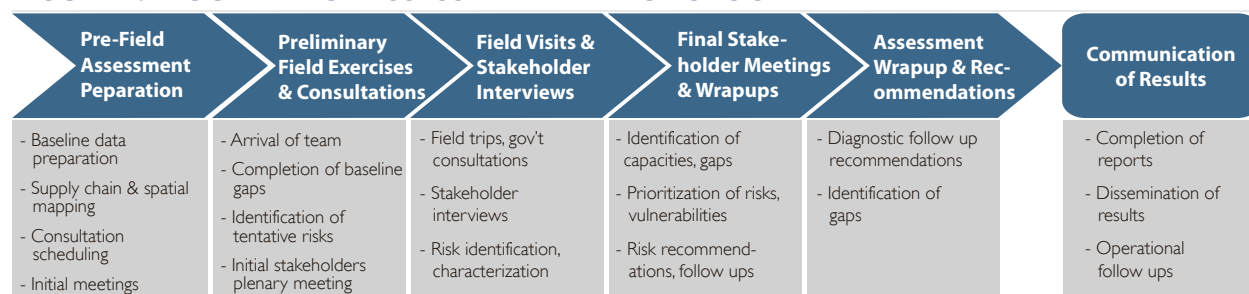 Pre-Field
Assessment
Peparation
- Baseline data
preparation
- Supply chain & spatial
mapping
- Consultation
scheduling
- Initial meetings
Preliminary
Field Exercises
& Consultations
- Arrival of team
- Completion of baseline
gaps
- Identification of
tentative risks
- Initial stakeholders
plenary meeting
Field Visits &
Stakeholder
Interviews
- Field trips, gov't
consultations
- Stakeholder
interviews
- Risk identification,
characterization
Final Stake-
holder Meetings
& Wrapups
- Identification of
capacities, gaps
- Prioritization of risks,
vulnerabilities
- Risk recommend-
ations, follow ups
Assessment
Wrapup & Rec-
ommendations
- Diagnostic follow up
recommendations
- Identification of
gaps
Communication
of Results
- Completion of
reports
- Dissemination of
results
- Operational
follow ups